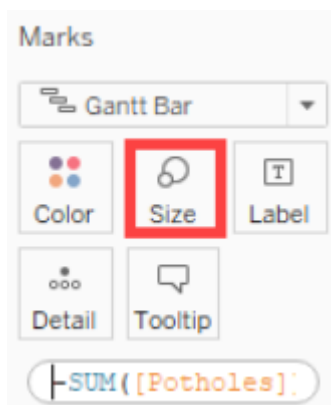 Marks
Gantt Bar
Color Size Label
Detail Tooltip
-SUM([Potholes])